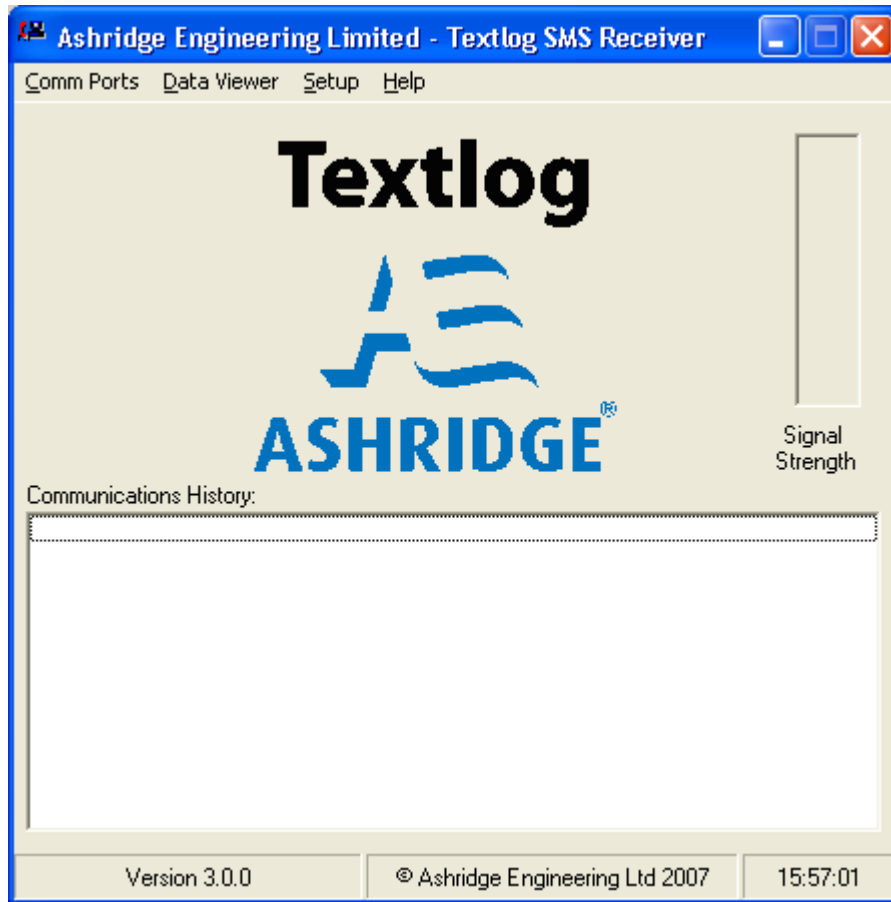 Ashridge Engineering Limited - Textlog SMS Receiver
Comm Ports Data Viewer Setup Help
Textlog
ASHRIDGE®
Signal
Strength
Communications History:
Version 3.0.0
© Ashridge Engineering Ltd 2007
15:57:01